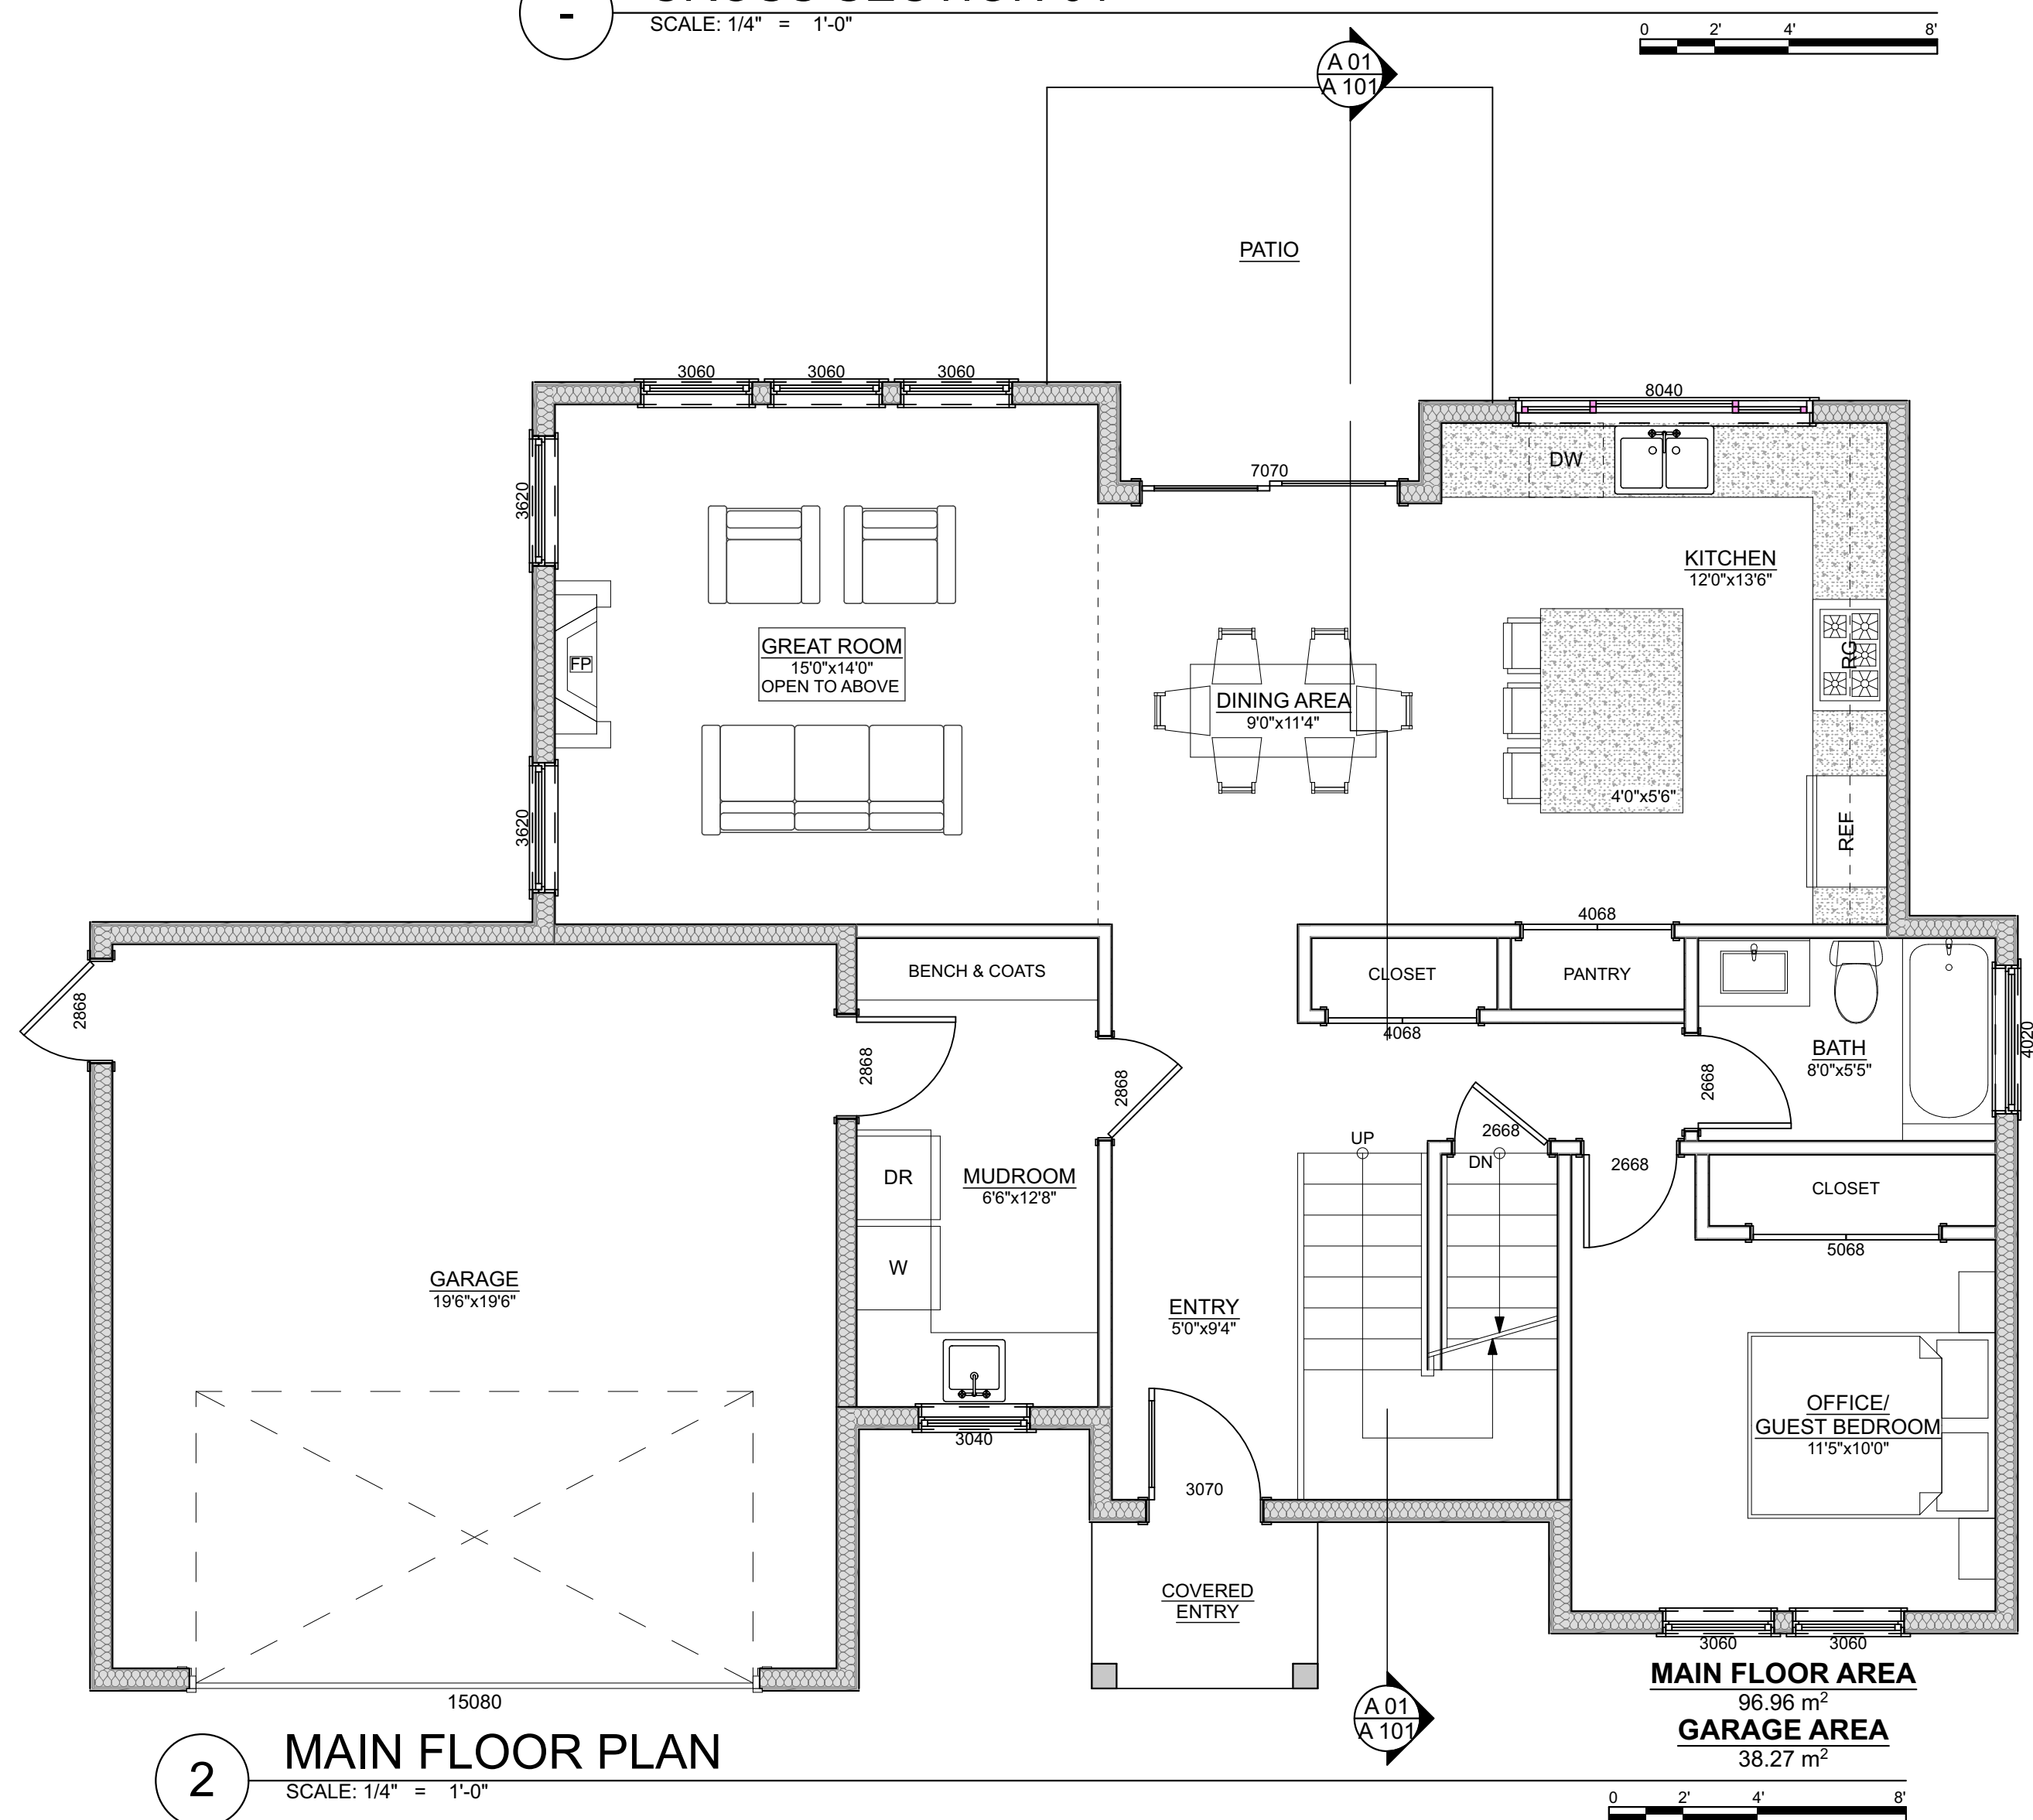 -
SCALE: 1/4" = 1'-0"
0 2' 4' 8'
A 01
A 101
PATIO
3060 3060 3060
8040
7070
DW
3620
KITCHEN
12'0"x13'6"
GREAT ROOM
15'0"x14'0"
OPEN TO ABOVE
FP
RG
DINING AREA
9'0"x11'4"
4'0"x5'6"
3620
REF
4068
BENCH & COATS
CLOSET
PANTRY
2868
2868
2868
4068
2668
BATH
8'0"x5'5"
4020
UP
2668
DN
2668
DR
MUDROOM
6'6"x12'8"
CLOSET
5068
W
GARAGE
19'6"x19'6"
ENTRY
5'0"x9'4"
OFFICE/
GUEST BEDROOM
11'5"x10'0"
3040
3070
COVERED
ENTRY
3060 3060
15080
A 01
A 101
MAIN FLOOR AREA
96.96 m²
GARAGE AREA
38.27 m²
2
MAIN FLOOR PLAN
SCALE: 1/4" = 1'-0"
0 2' 4' 8'